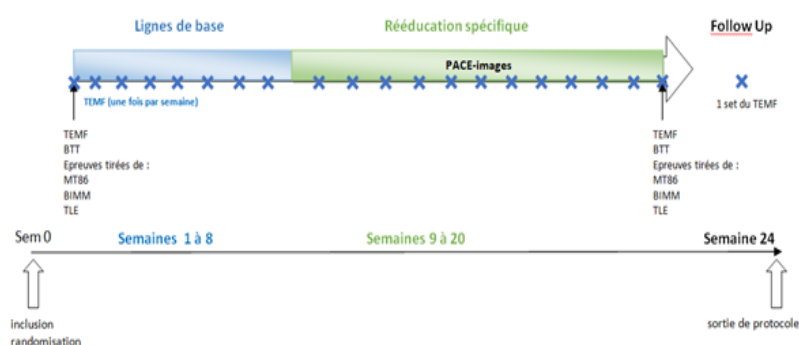 Lignes de base
Rééducation spécifique
Follow Up
PACE-images
TEMF (une fois par semaine)
1 set du TEMF
TEMF
BTT
Epreuves tirées de :
MT86
BIMM
TLE
TEMF
BTT
Epreuves tirées de :
MT86
BIMM
TLE
Sem 0
Semaines 1 à 8
Semaines 9 à 20
Semaine 24
inclusion
randomisation
sortie de protocole